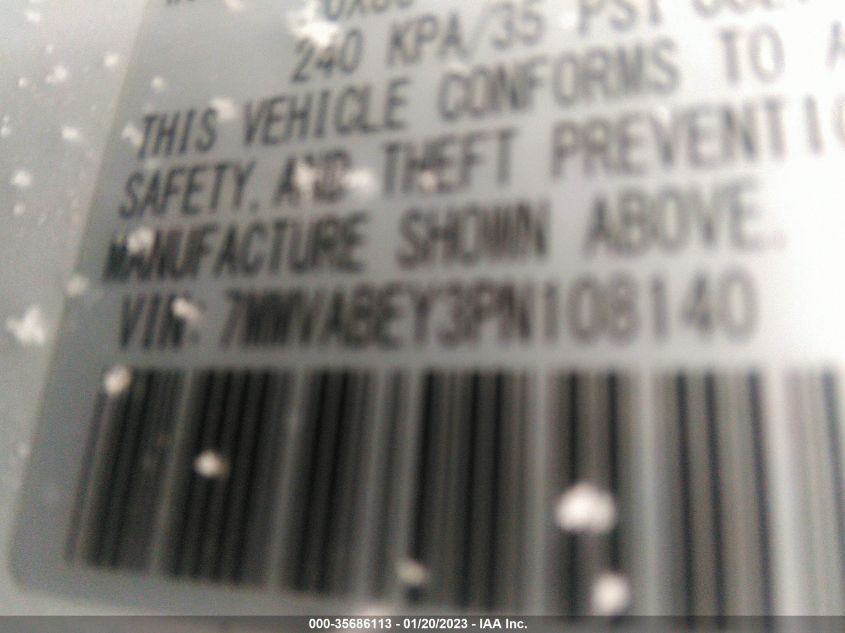 240 KPA/35 PSI
THIS VEHICLE CONFORMS TO
SAFETY, AND THEFT
MANUFACTURE SHOWN ABOVE.
VIN: 7MMVABEY3PN108140
000-35686113 - 01/20/2023 - IAA Inc.